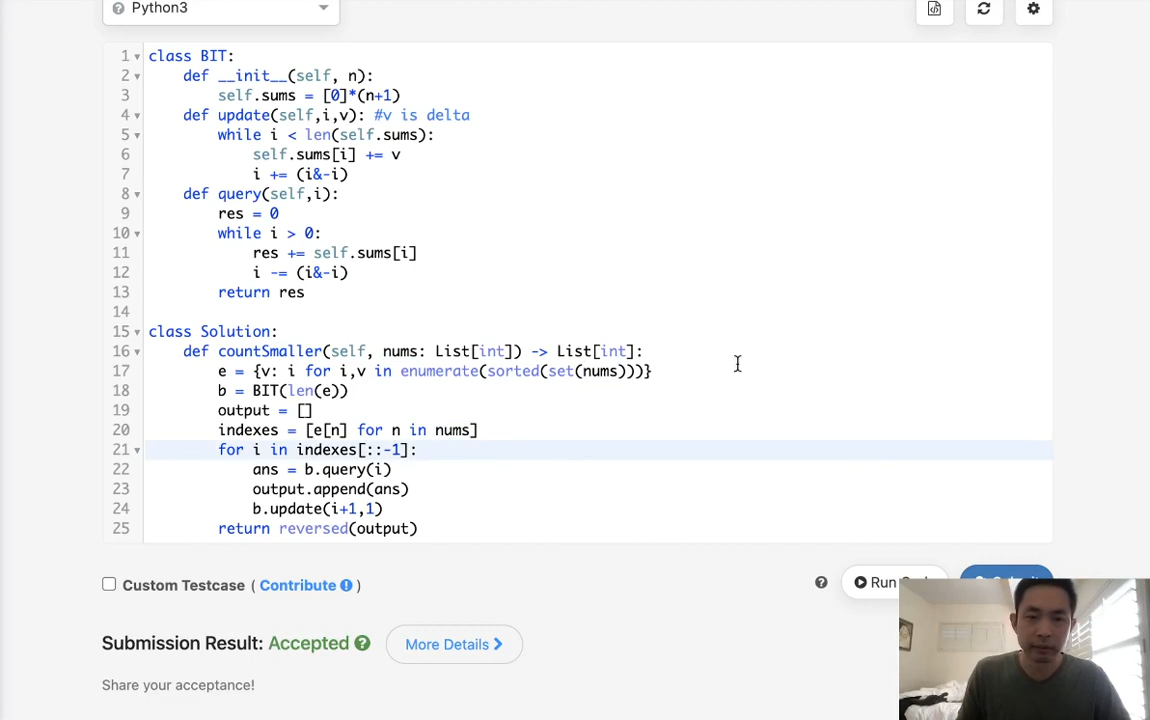 Python3
1 class BIT:
2 def __init__(self, n):
3 self.sums = [0]*(n+1)
4 def update(self,i,v): #v is delta
5 while i < len(self.sums):
6 self.sums[i] += v
7 i += (i&-i)
8 def query(self,i):
9 res = 0
10 while i > 0:
11 res += self.sums[i]
12 i -= (i&-i)
13 return res
14
15 class Solution:
16 def countSmaller(self, nums: List[int]) -> List[int]:
17 e = {v: i for i,v in enumerate(sorted(set(nums)))}
18 b = BIT(len(e))
19 output = []
20 indexes = [e[n] for n in nums]
21 for i in indexes[::-1]:
22 ans = b.query(i)
23 output.append(ans)
24 b.update(i+1,1)
25 return reversed(output)
Custom Testcase ( Contribute )
Run
Submission Result: Accepted
More Details
Share your acceptance!